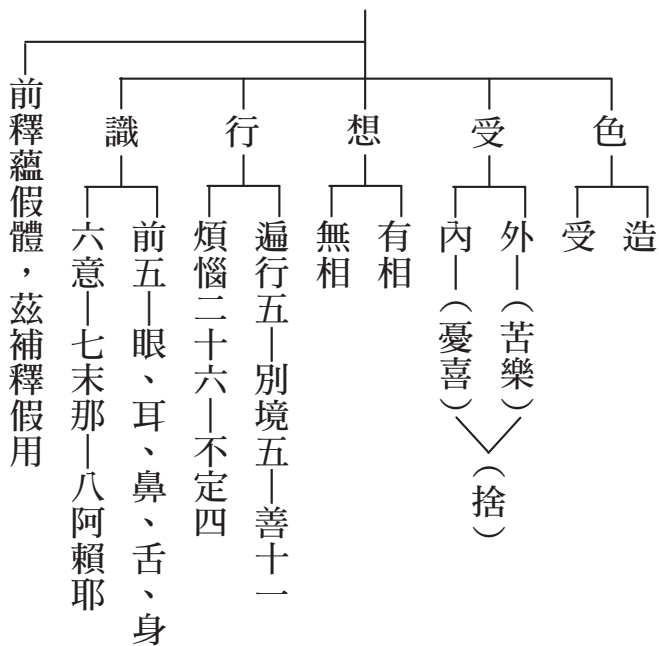 色
造
受
受
外—（苦樂）
內—（憂喜）
（捨）
想
有相
無相
行
遍行五—別境五—善十一
煩惱二十六—不定四
識
前五—眼、耳、鼻、舌、身
六意—七末那—八阿賴耶
前釋蘊假體，茲補釋假用